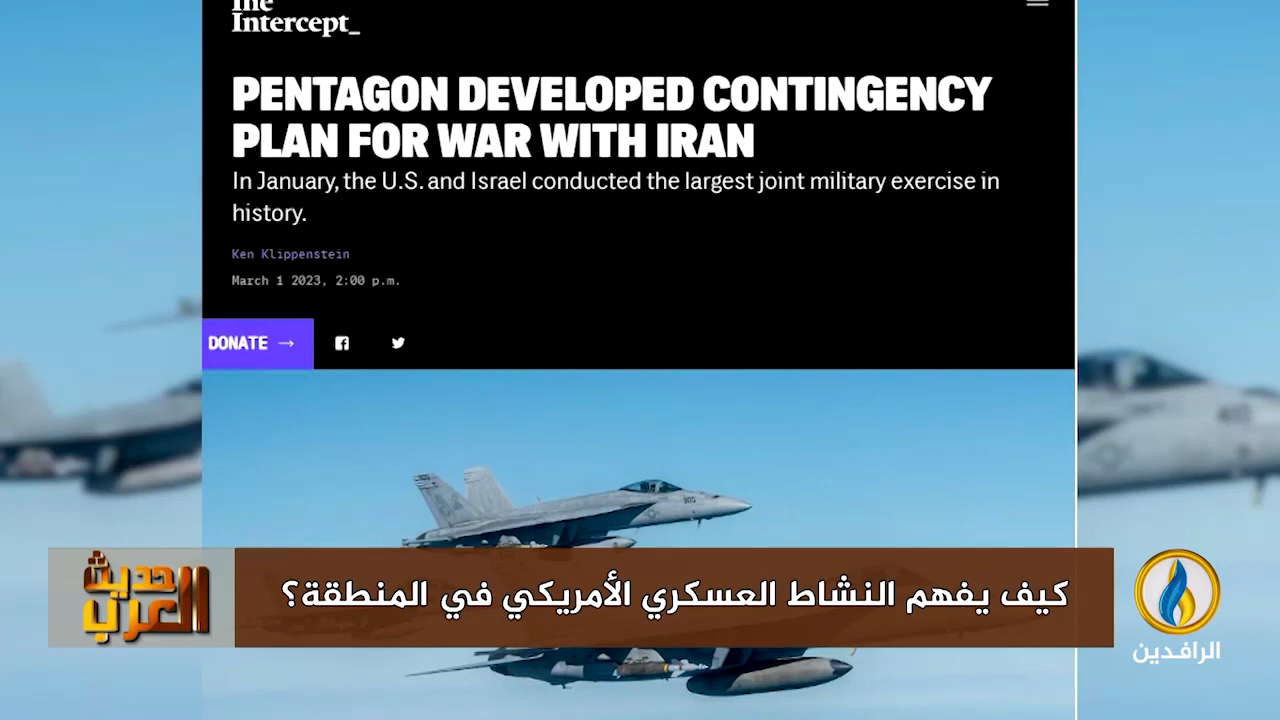 The
Intercept_
PENTAGON DEVELOPED CONTINGENCY
PLAN FOR WAR WITH IRAN
In January, the U.S. and Israel conducted the largest joint military exercise in
history.
Ken Klippenstein
March 1 2023, 2:00 p.m.
DONATE →
كيف يفهم النشاط العسكري الأمريكي في المنطقة؟
حديث
العرب
الرافدين